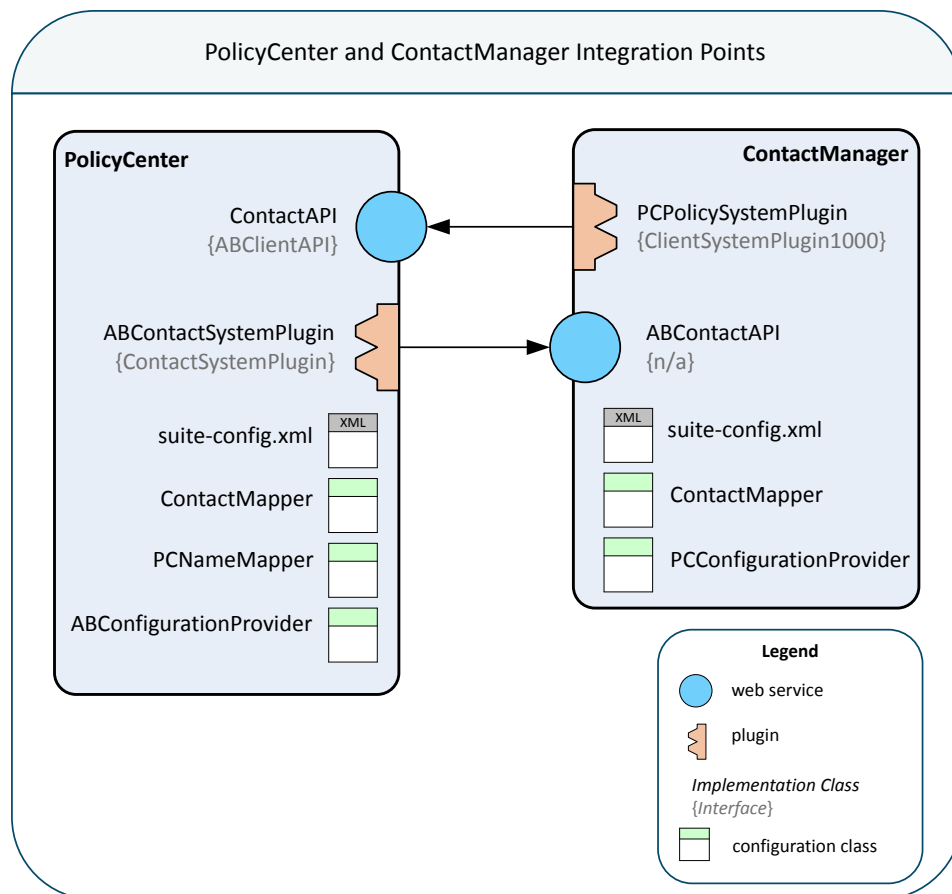 PolicyCenter and ContactManager Integration Points
PolicyCenter
ContactAPI
{ABClientAPI}
ABContactSystemPlugin
{ContactSystemPlugin}
suite-config.xml
XML
ContactMapper
PCNameMapper
ABConfigurationProvider
ContactManager
PCPolicySystemPlugin
{ClientSystemPlugin1000}
ABContactAPI
{n/a}
XML
suite-config.xml
ContactMapper
PCConfigurationProvider
Legend
web service
plugin
Implementation Class
{Interface}
configuration class